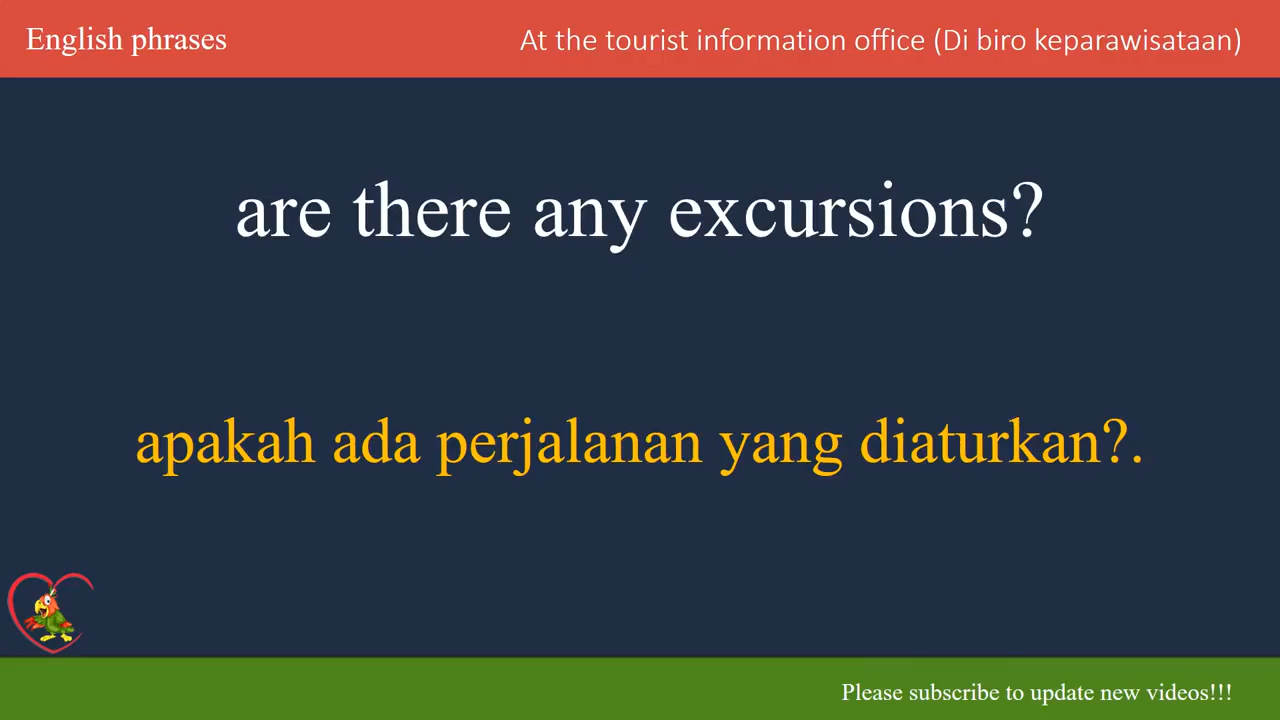 English phrases
At the tourist information office (Di biro keparawisataan)
are there any excursions?
apakah ada perjalanan yang diaturkan?.
Please subscribe to update new videos!!!